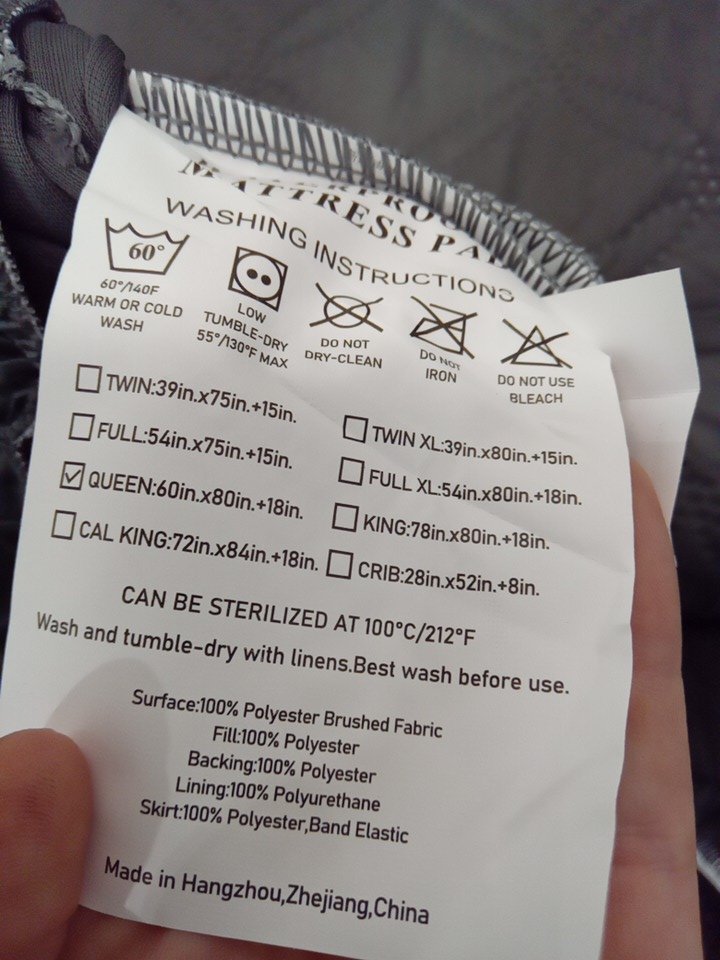 MATTRESS PA
WASHING INSTRUCTIONS
60°
60°/140F
WARM OR COLD
WASH
LOW
TUMBLE-DRY
55°/130°F MAX
DO NOT
DRY-CLEAN
DO NOT
IRON
DO NOT USE
BLEACH
TWIN:39in.x75in.+15in.
TWIN XL:39in.x80in.+15in.
FULL:54in.x75in.+15in.
FULL XL:54in.x80in.+18in.
QUEEN:60in.x80in.+18in.
KING:78in.x80in.+18in.
CAL KING:72in.x84in.+18in.
CRIB:28in.x52in.+8in.
CAN BE STERILIZED AT 100°C/212°F
Wash and tumble-dry with linens.Best wash before use.
Surface:100% Polyester Brushed Fabric
Fill:100% Polyester
Backing:100% Polyester
Lining:100% Polyurethane
Skirt:100% Polyester,Band Elastic
Made in Hangzhou,Zhejiang,China